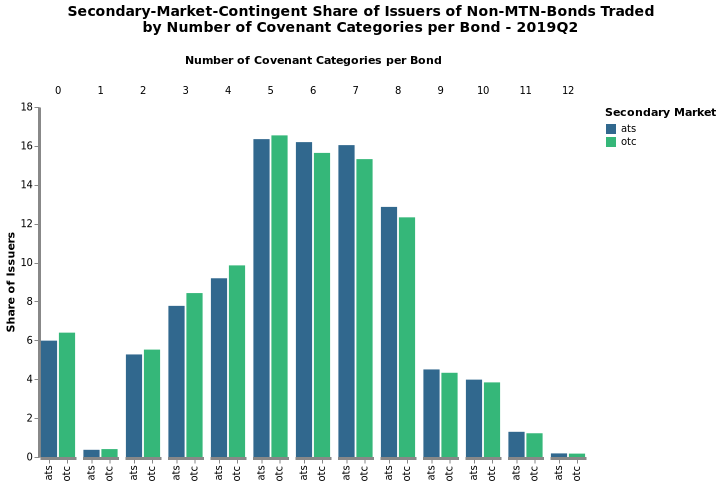 Secondary-Market-Contingent Share of Issuers of Non-MTN-Bonds Traded
by Number of Covenant Categories per Bond - 2019Q2
Number of Covenant Categories per Bond
0 1 2 3 4 5 6 7 8 9 10 11 12
Secondary Market
ats
otc
Share of Issuers
18
16
14
12
10
8
6
4
2
0
ats otc ats otc ats otc ats otc ats otc ats otc ats otc ats otc ats otc ats otc ats otc ats otc ats otc